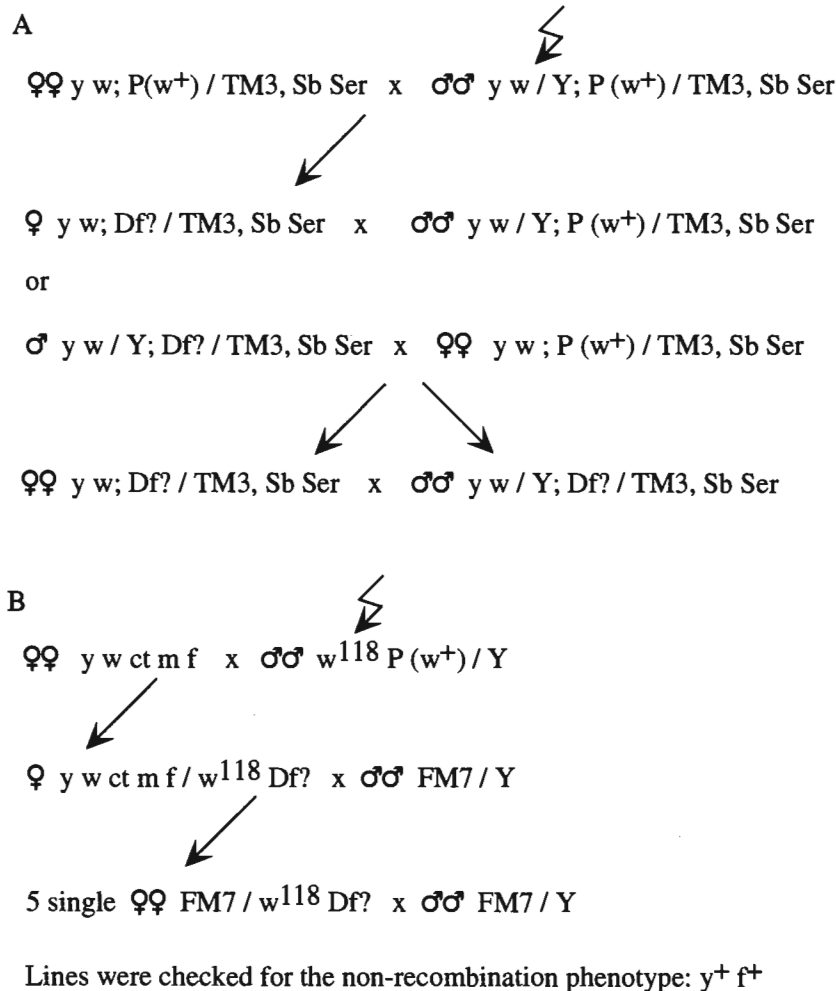 A
♀♀ y w; P(w⁺) / TM3, Sb Ser x ♂♂ y w / Y; P (w⁺) / TM3, Sb Ser
♀ y w; Df? / TM3, Sb Ser x ♂♂ y w / Y; P (w⁺) / TM3, Sb Ser
or
♂ y w / Y; Df? / TM3, Sb Ser x ♀♀ y w ; P (w⁺) / TM3, Sb Ser
♀♀ y w; Df? / TM3, Sb Ser x ♂♂ y w / Y; Df? / TM3, Sb Ser
B
♀♀ y w ct m f x ♂♂ w¹¹⁸ P (w⁺) / Y
♀ y w ct m f / w¹¹⁸ Df? x ♂♂ FM7 / Y
5 single ♀♀ FM7 / w¹¹⁸ Df? x ♂♂ FM7 / Y
Lines were checked for the non-recombination phenotype: y⁺ f⁺